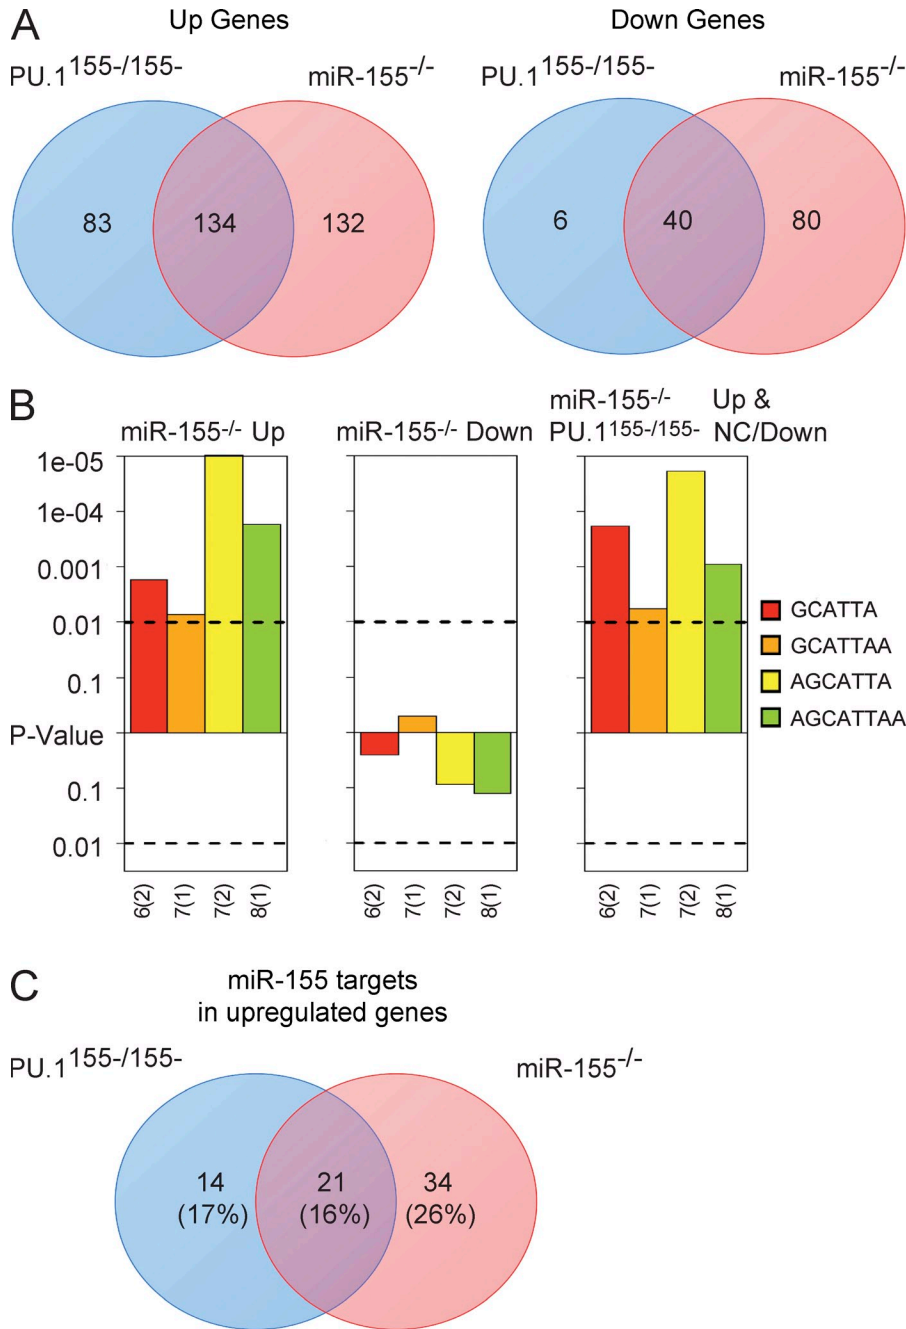 A
Up Genes
Down Genes
PU.1155-/155-
miR-155-/-
PU.1155-/155-
miR-155-/-
83
134
132
6
40
80
B
miR-155-/- Up
miR-155-/- Down
miR-155-/- Up &
PU.1155-/155- NC/Down
1e-05
1e-04
0.001
0.01
0.1
P-Value
0.1
0.01
6(2)
7(1)
7(2)
8(1)
6(2)
7(1)
7(2)
8(1)
6(2)
7(1)
7(2)
8(1)
GCATTA
GCATTAA
AGCATTA
AGCATTAA
C
miR-155 targets
in upregulated genes
PU.1155-/155-
miR-155-/-
14
(17%)
21
(16%)
34
(26%)